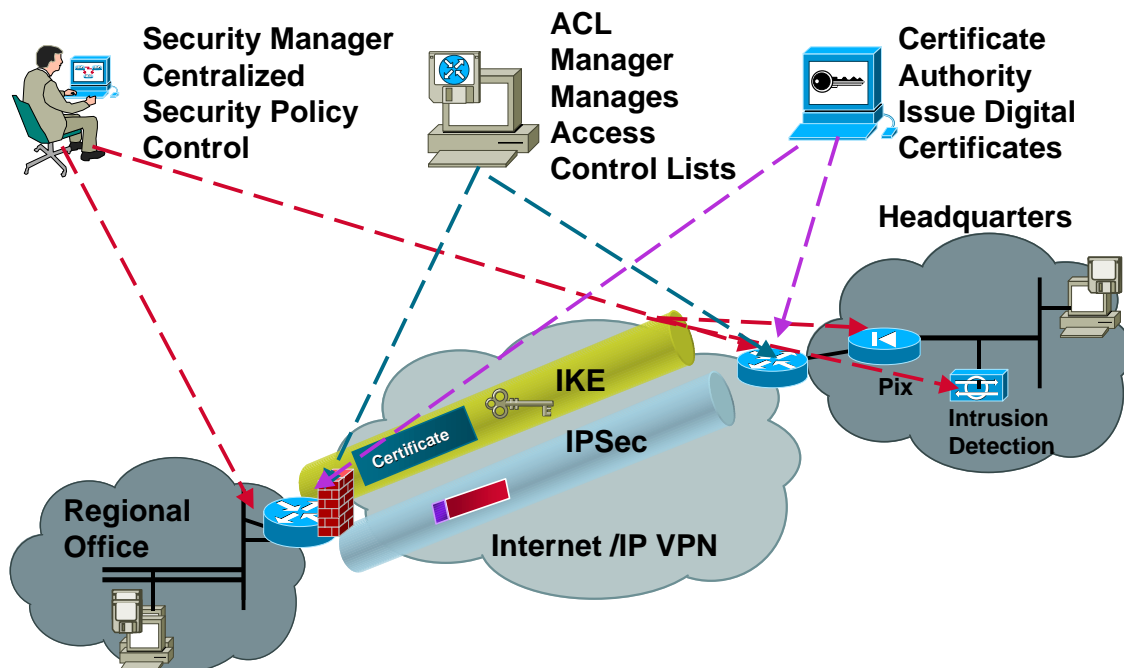 Security Manager
Centralized
Security Policy
Control
ACL
Manager
Manages
Access
Control Lists
Certificate
Authority
Issue Digital
Certificates
Headquarters
IKE
Pix
Certificate
IPSec
Intrusion
Detection
Regional
Office
Internet /IP VPN